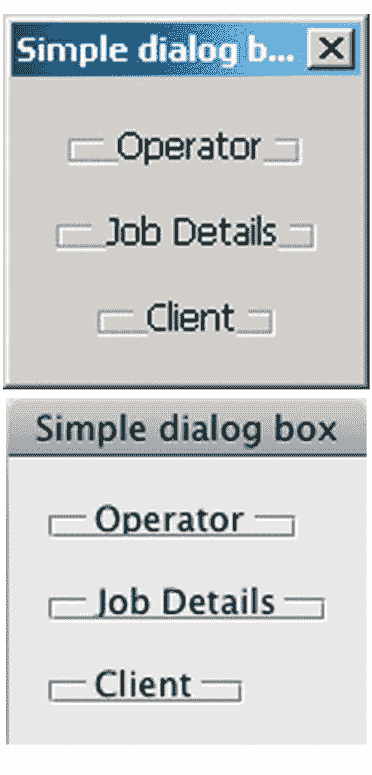 Simple dialog b...
Operator
Job Details
Client
Simple dialog box
Operator
Job Details
Client